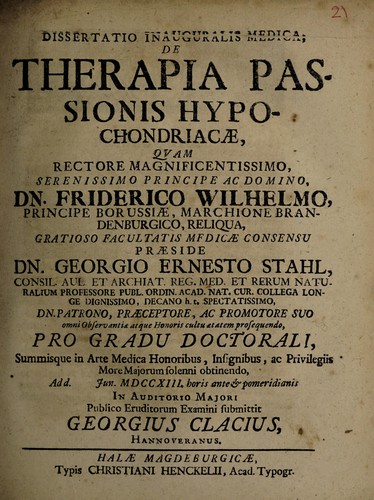 21
DISSERTATIO INAUGURALIS MEDICA;
DE
THERAPIA PAS-
SIONIS HYPO-
CHONDRIACÆ,
QVAM
RECTORE MAGNIFICENTISSIMO,
SERENISSIMO PRINCIPE AC DOMINO,
DN. FRIDERICO WILHELMO,
PRINCIPE BORUSSIÆ, MARCHIONE BRAN-
DENBURGICO, RELIQUA,
GRATIOSO FACULTATIS MEDICÆ CONSENSU
PRÆSIDE
DN. GEORGIO ERNESTO STAHL,
CONSIL. AUL. ET ARCHIAT. REG. MED. ET RERUM NATU-
RALIUM PROFESSORE PUBL. ORDIN. ACAD. NAT. CUR. COLLEGA LON-
GE DIGNISSIMO, DECANO h. t. SPECTATISSIMO,
DN. PATRONO, PRÆCEPTORE, AC PROMOTORE SUO
omni Observantiæ atque Honoris cultu ætatem prosequendo,
PRO GRADU DOCTORALI,
Summisque in Arte Medica Honoribus, Insignibus, ac Privilegiis
More Majorum solenni obtinendo,
Ad d. Jun. MDCCXIII. horis ante & pomeridianis
IN AUDITORIO MAJORI
Publico Eruditorum Examini submittit
GEORGIUS CLACIUS,
HANNOVERANUS.
HALÆ MAGDEBURGICÆ,
Typis CHRISTIANI HENCKELII, Acad. Typogr.